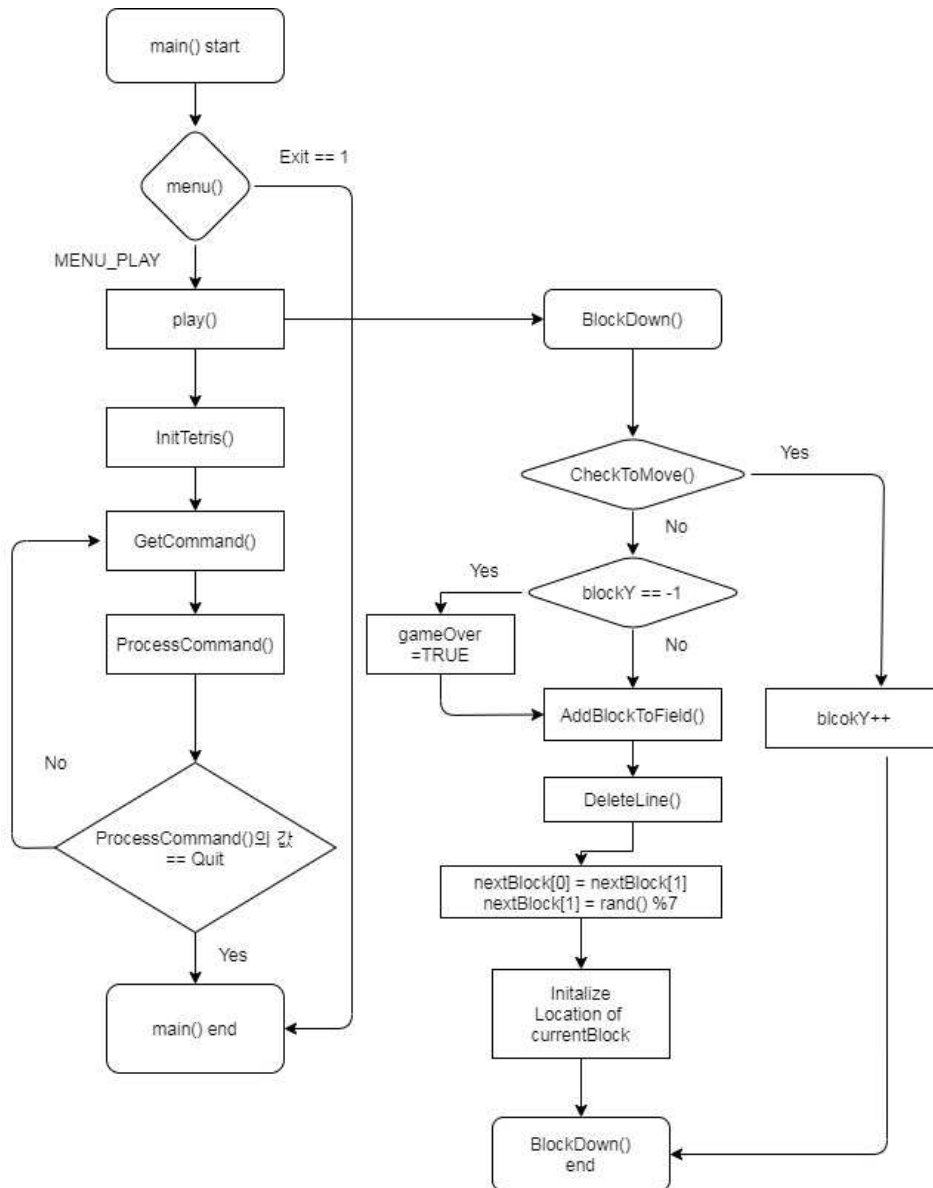 main() start
Exit == 1
menu()
MENU_PLAY
play()
InitTetris()
GetCommand()
ProcessCommand()
No
ProcessCommand()의 값
== Quit
Yes
main() end
BlockDown()
CheckToMove()
Yes
No
blockY == -1
Yes
gameOver
=TRUE
No
AddBlockToField()
blcokY++
DeleteLine()
nextBlock[0] = nextBlock[1]
nextBlock[1] = rand() %7
Initalize
Location of
currentBlock
BlockDown()
end